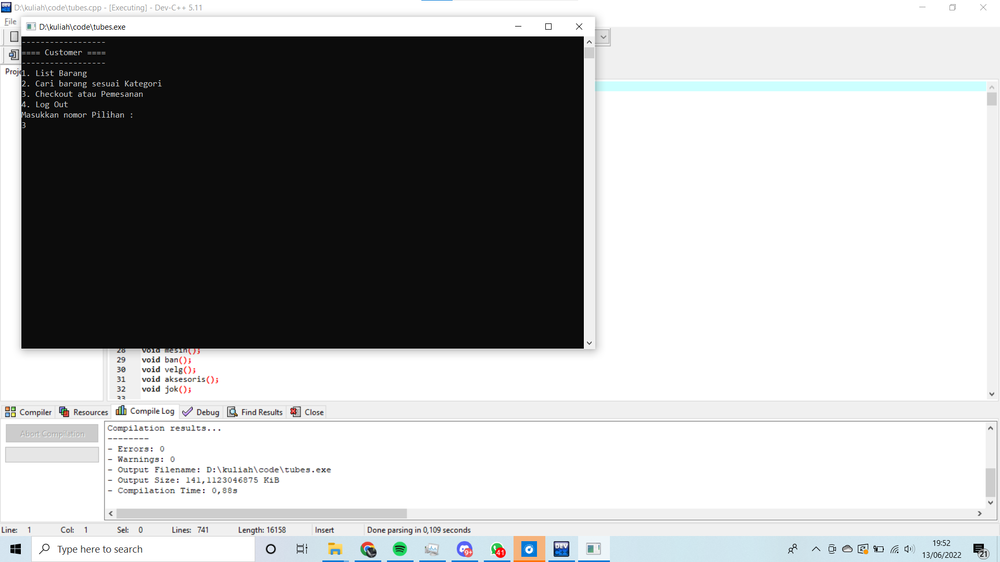 D:\kuliah\code\tubes.cpp - [Executing] - Dev-C++ 5.11
File
D:\kuliah\code\tubes.exe
------------------
==== Customer ====
------------------
1. List Barang
2. Cari barang sesuai Kategori
3. Checkout atau Pemesanan
4. Log Out
Masukkan nomor Pilihan :
3
Proje
28 void mesin();
29 void ban();
30 void velg();
31 void aksesoris();
32 void jok();
33
Compiler Resources Compile Log Debug Find Results Close
Abort Compilation
Compilation results...
--------
- Errors: 0
- Warnings: 0
- Output Filename: D:\kuliah\code\tubes.exe
- Output Size: 141,1123046875 KiB
- Compilation Time: 0,88s
Line: 1 Col: 1 Sel: 0 Lines: 741 Length: 16158 Insert Done parsing in 0,109 seconds
Type here to search
9+
41
DEV C++
19:52
13/06/2022
21